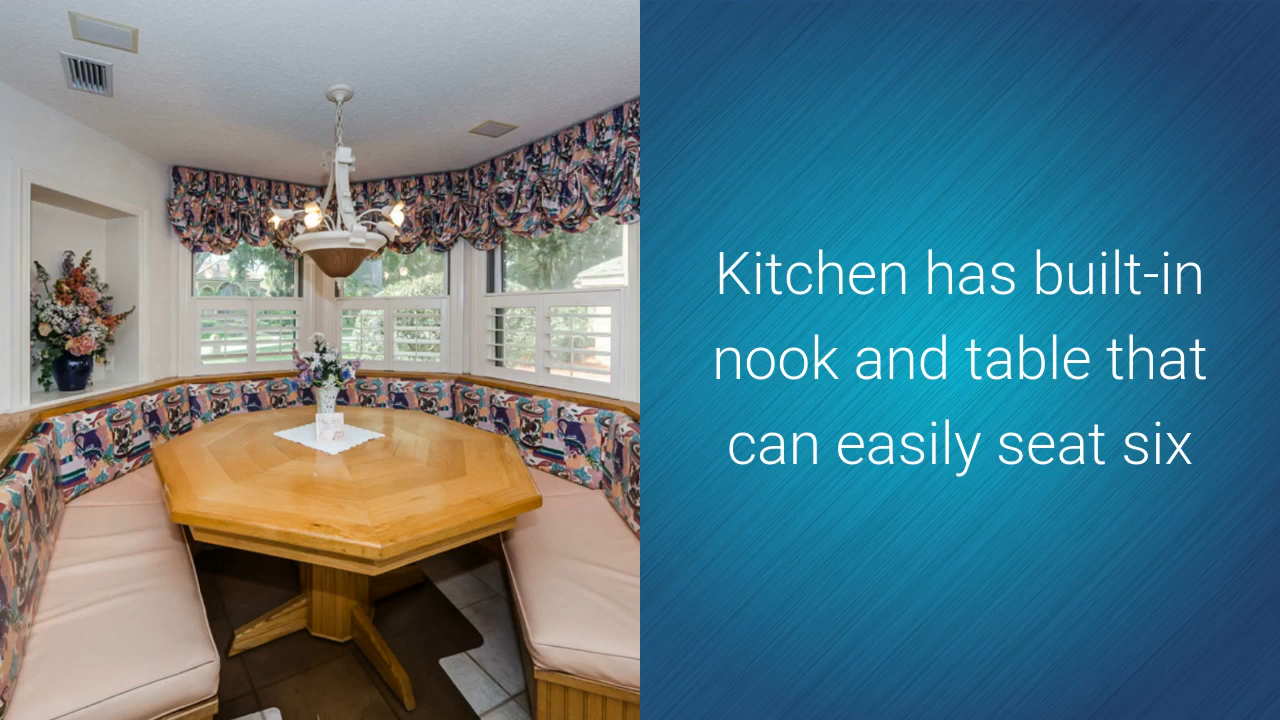 Kitchen has built-in
nook and table that
can easily seat six